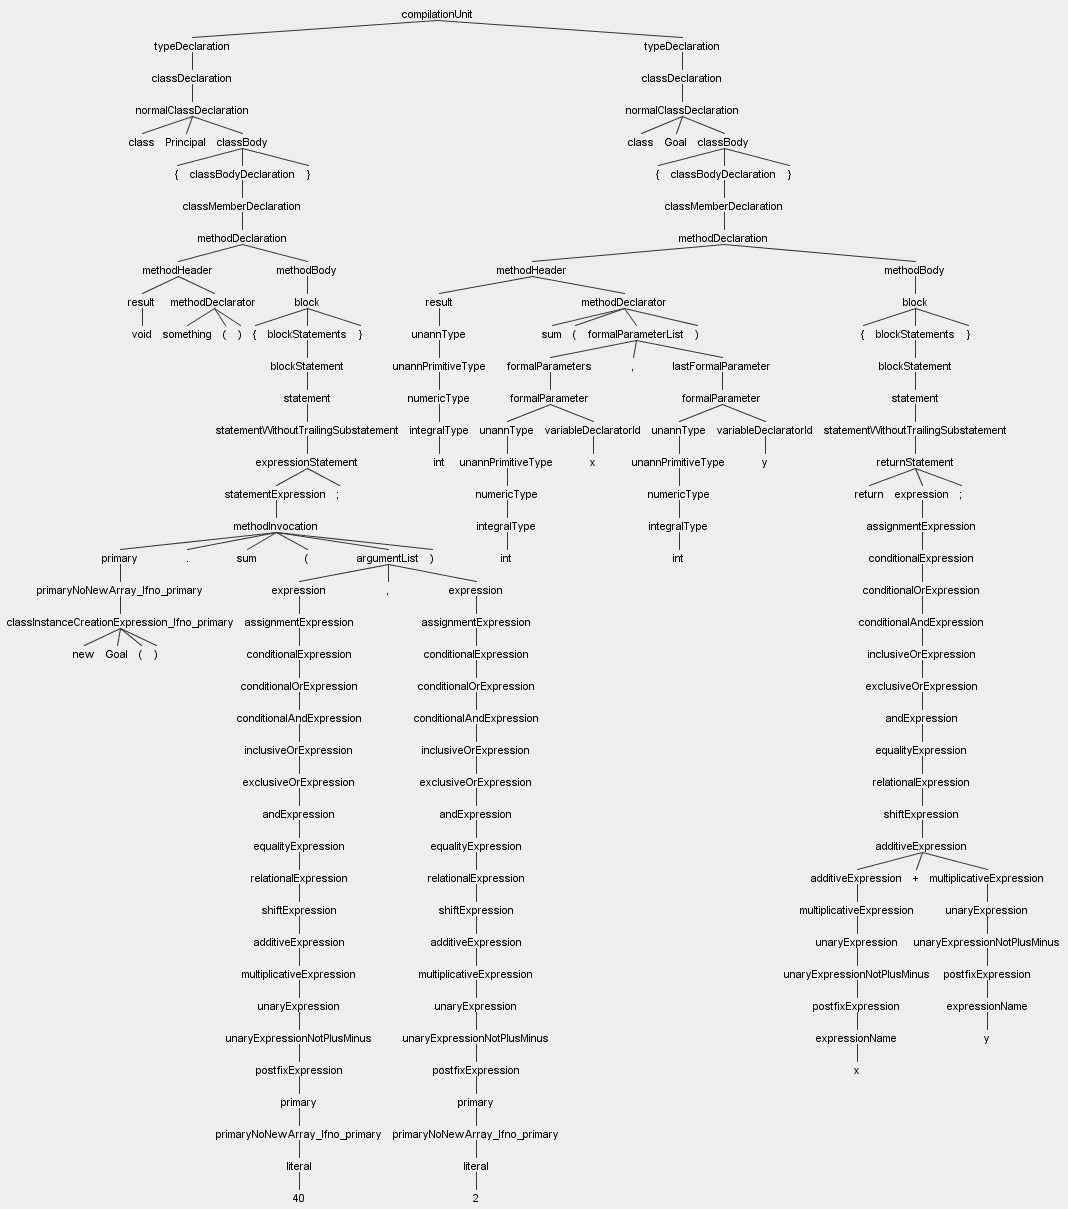 compilationUnit
typeDeclaration typeDeclaration
classDeclaration classDeclaration
normalClassDeclaration normalClassDeclaration
class Principal classBody class Goal classBody
{ classBodyDeclaration } { classBodyDeclaration }
classMemberDeclaration classMemberDeclaration
methodDeclaration methodDeclaration
methodHeader methodBody methodHeader methodBody
result methodDeclarator block result methodDeclarator block
void something ( ) { blockStatements } unannType sum ( formalParameterList ) { blockStatements }
blockStatement unannPrimitiveType formalParameters , lastFormalParameter blockStatement
statement numericType formalParameter formalParameter statement
statementWithoutTrailingSubstatement integralType unannType variableDeclaratorId unannType variableDeclaratorId statementWithoutTrailingSubstatement
expressionStatement int unannPrimitiveType x unannPrimitiveType y returnStatement
statementExpression ; numericType numericType return expression ;
methodInvocation integralType integralType assignmentExpression
primary . sum ( argumentList ) int int conditionalExpression
primaryNoNewArray_lfno_primary expression , expression conditionalOrExpression
classInstanceCreationExpression_lfno_primary assignmentExpression assignmentExpression conditionalAndExpression
new Goal ( ) conditionalExpression conditionalExpression inclusiveOrExpression
conditionalOrExpression conditionalOrExpression exclusiveOrExpression
conditionalAndExpression conditionalAndExpression andExpression
inclusiveOrExpression inclusiveOrExpression equalityExpression
exclusiveOrExpression exclusiveOrExpression relationalExpression
andExpression andExpression shiftExpression
equalityExpression equalityExpression additiveExpression
relationalExpression relationalExpression additiveExpression + multiplicativeExpression
shiftExpression shiftExpression multiplicativeExpression unaryExpression
additiveExpression additiveExpression unaryExpression unaryExpressionNotPlusMinus
multiplicativeExpression multiplicativeExpression unaryExpressionNotPlusMinus postfixExpression
unaryExpression unaryExpression postfixExpression expressionName
unaryExpressionNotPlusMinus unaryExpressionNotPlusMinus expressionName y
postfixExpression postfixExpression x
primary primary
primaryNoNewArray_lfno_primary primaryNoNewArray_lfno_primary
literal literal
40 2